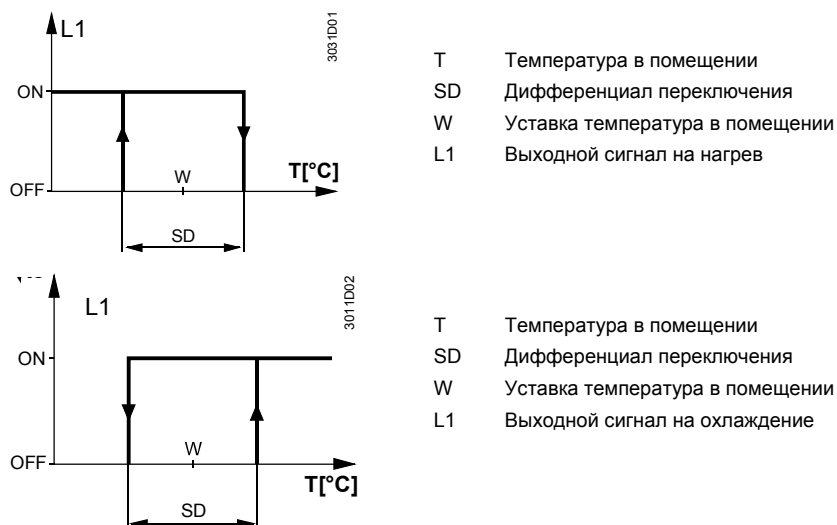 L1
3031D01
ON
OFF
W
T[°C]
SD
T Температура в помещении
SD Дифференциал переключения
W Уставка температура в помещении
L1 Выходной сигнал на нагрев
L1
3011D02
ON
OFF
W
T[°C]
SD
T Температура в помещении
SD Дифференциал переключения
W Уставка температура в помещении
L1 Выходной сигнал на охлаждение